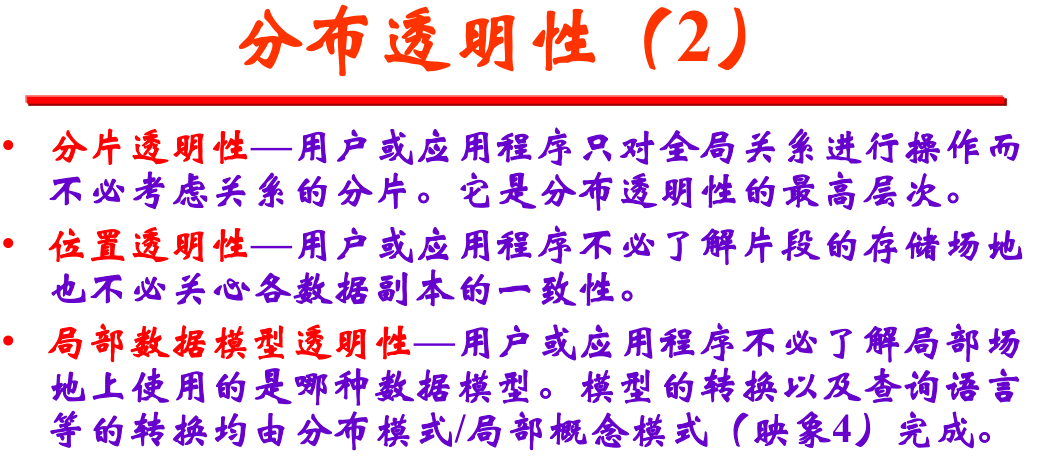 分布透明性（2）
• 分片透明性—用户或应用程序只对全局关系进行操作而
不必考虑关系的分片。它是分布透明性的最高层次。
• 位置透明性—用户或应用程序不必了解片段的存储场地
也不必关心各数据副本的一致性。
• 局部数据模型透明性—用户或应用程序不必了解局部场
地上使用的是哪种数据模型。模型的转换以及查询语言
等的转换均由分布模式/局部概念模式（映象4）完成。